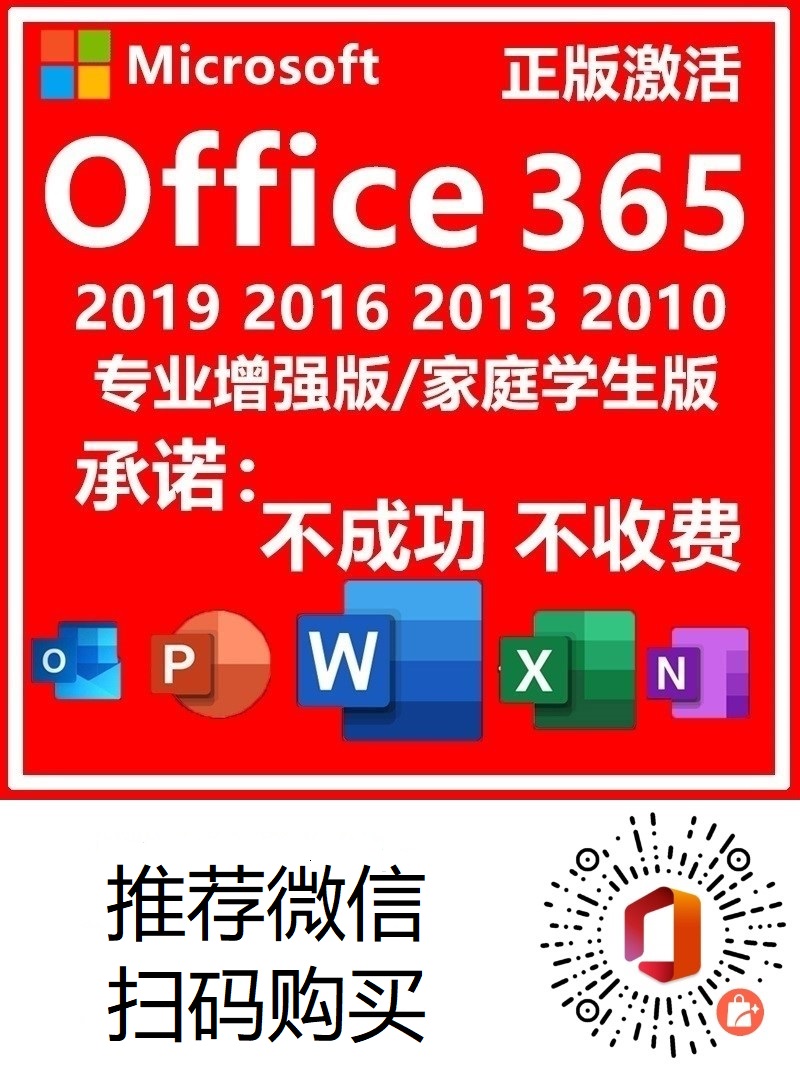 Microsoft
正版激活
Office 365
2019 2016 2013 2010
专业增强版/家庭学生版
承诺:
不成功 不收费
O
P
W
X
N
推荐微信
扫码购买